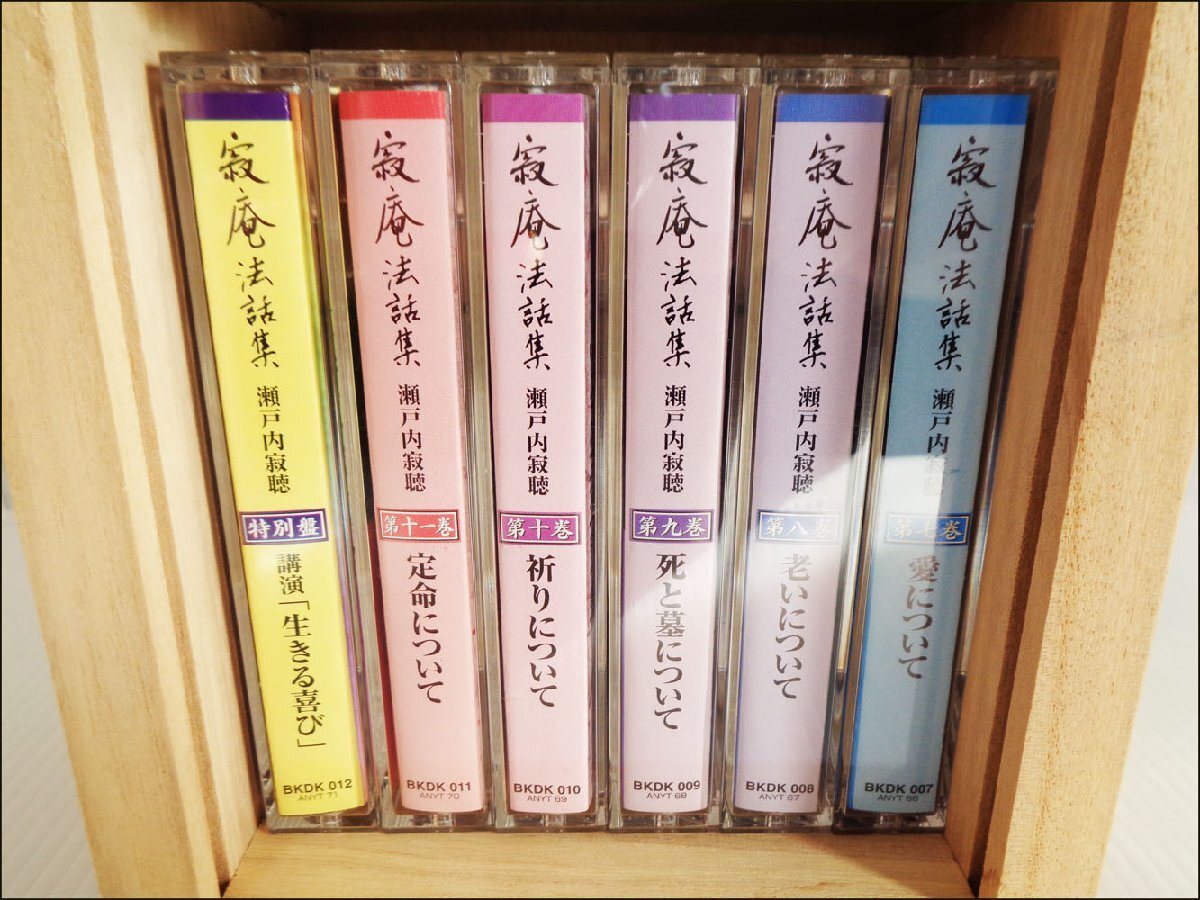 寂庵法話集
瀬戸内寂聴
第七巻
愛について
BKDK 007
ANYT 66
寂庵法話集
瀬戸内寂聴
第八巻
老いについて
BKDK 008
ANYT 67
寂庵法話集
瀬戸内寂聴
第九巻
死と墓について
BKDK 009
ANYT 68
寂庵法話集
瀬戸内寂聴
第十巻
祈りについて
BKDK 010
ANYT 69
寂庵法話集
瀬戸内寂聴
第十一巻
定命について
BKDK 011
ANYT 70
寂庵法話集
瀬戸内寂聴
特別盤
講演「生きる喜び」
BKDK 012
ANYT 71